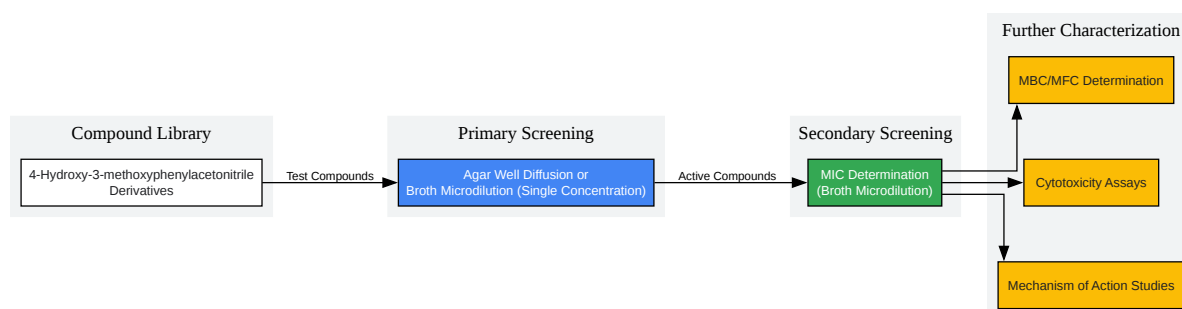 Compound Library
4-Hydroxy-3-methoxyphenylacetonitrile
Derivatives
Test Compounds
Primary Screening
Agar Well Diffusion or
Broth Microdilution (Single Concentration)
Active Compounds
Secondary Screening
MIC Determination
(Broth Microdilution)
Further Characterization
MBC/MFC Determination
Cytotoxicity Assays
Mechanism of Action Studies